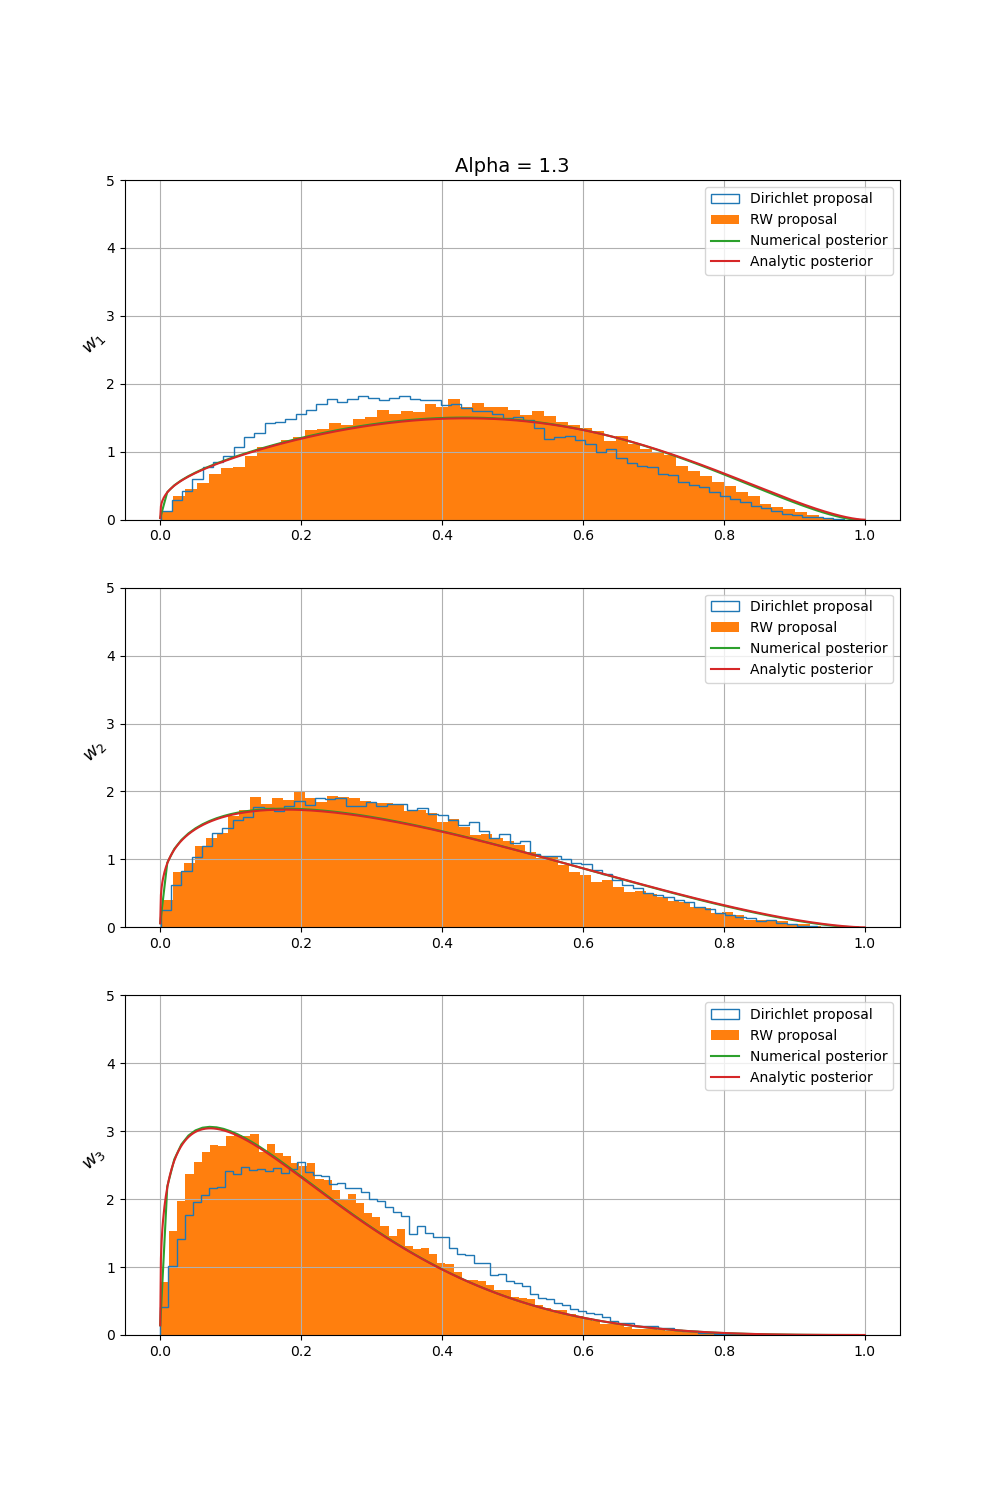 Alpha = 1.3
5
4
3
2
1
0
w1
Dirichlet proposal
RW proposal
Numerical posterior
Analytic posterior
0.0 0.2 0.4 0.6 0.8 1.0
5
4
3
2
1
0
w2
Dirichlet proposal
RW proposal
Numerical posterior
Analytic posterior
0.0 0.2 0.4 0.6 0.8 1.0
5
4
3
2
1
0
w3
Dirichlet proposal
RW proposal
Numerical posterior
Analytic posterior
0.0 0.2 0.4 0.6 0.8 1.0